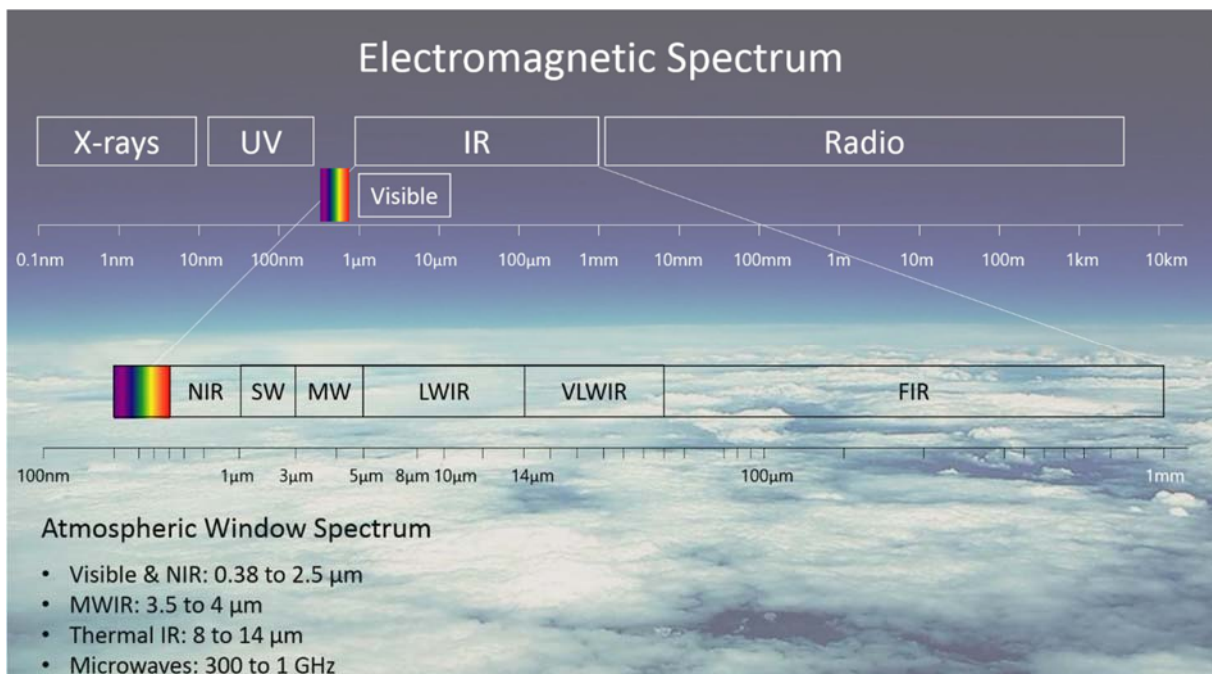 Electromagnetic Spectrum
X-rays UV IR Radio
Visible
0.1nm 1nm 10nm 100nm 1μm 10μm 100μm 1mm 10mm 100mm 1m 10m 100m 1km 10km
NIR SW MW LWIR VLWIR FIR
100nm 1μm 3μm 5μm 8μm 10μm 14μm 100μm 1mm
Atmospheric Window Spectrum
• Visible & NIR: 0.38 to 2.5 μm
• MWIR: 3.5 to 4 μm
• Thermal IR: 8 to 14 μm
• Microwaves: 300 to 1 GHz